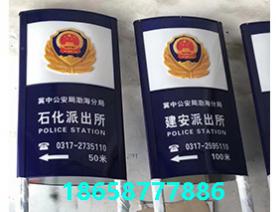 冀中公安局渤海分局
石化派出所
POLICE STATION
☎ 0317-2735110
← 50米
冀中公安局渤海分局
建安派出所
POLICE STATION
☎ 0317-2595110
← 100米
18658777886